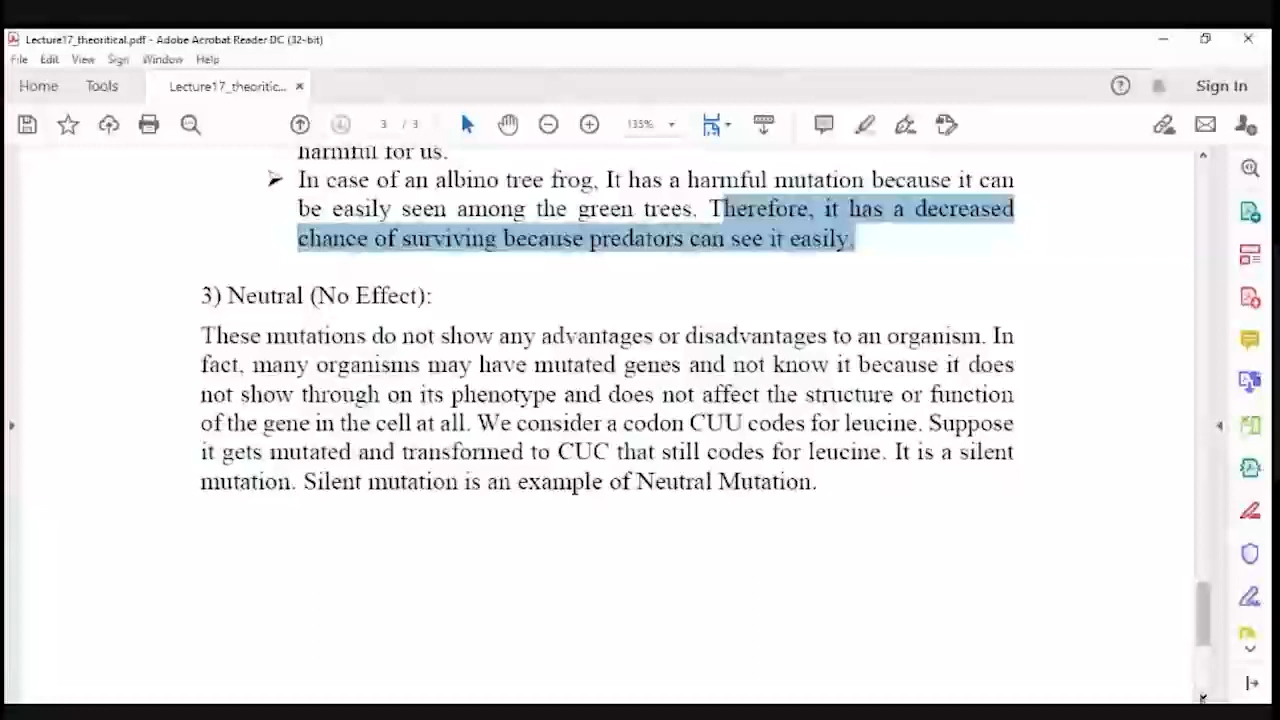 Lecture17_theoritical.pdf - Adobe Acrobat Reader DC (32-bit)
File Edit View Sign Window Help
Home Tools Lecture17_theoritic... × Sign In
3 / 3 135%
harmful for us.
➤ In case of an albino tree frog, It has a harmful mutation because it can
be easily seen among the green trees. Therefore, it has a decreased
chance of surviving because predators can see it easily.
3) Neutral (No Effect):
These mutations do not show any advantages or disadvantages to an organism. In
fact, many organisms may have mutated genes and not know it because it does
not show through on its phenotype and does not affect the structure or function
of the gene in the cell at all. We consider a codon CUU codes for leucine. Suppose
it gets mutated and transformed to CUC that still codes for leucine. It is a silent
mutation. Silent mutation is an example of Neutral Mutation.